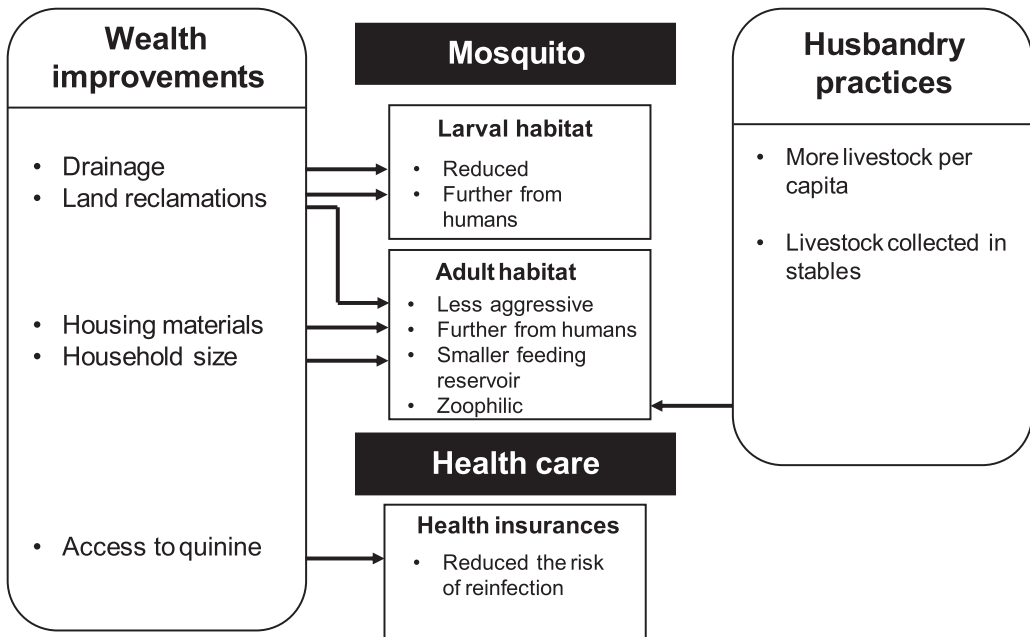 Wealth
improvements
• Drainage
• Land reclamations
• Housing materials
• Household size
• Access to quinine
Mosquito
Larval habitat
• Reduced
• Further from
humans
Adult habitat
• Less aggressive
• Further from humans
• Smaller feeding
reservoir
• Zoophilic
Health care
Health insurances
• Reduced the risk
of reinfection
Husbandry
practices
• More livestock per
capita
• Livestock collected in
stables